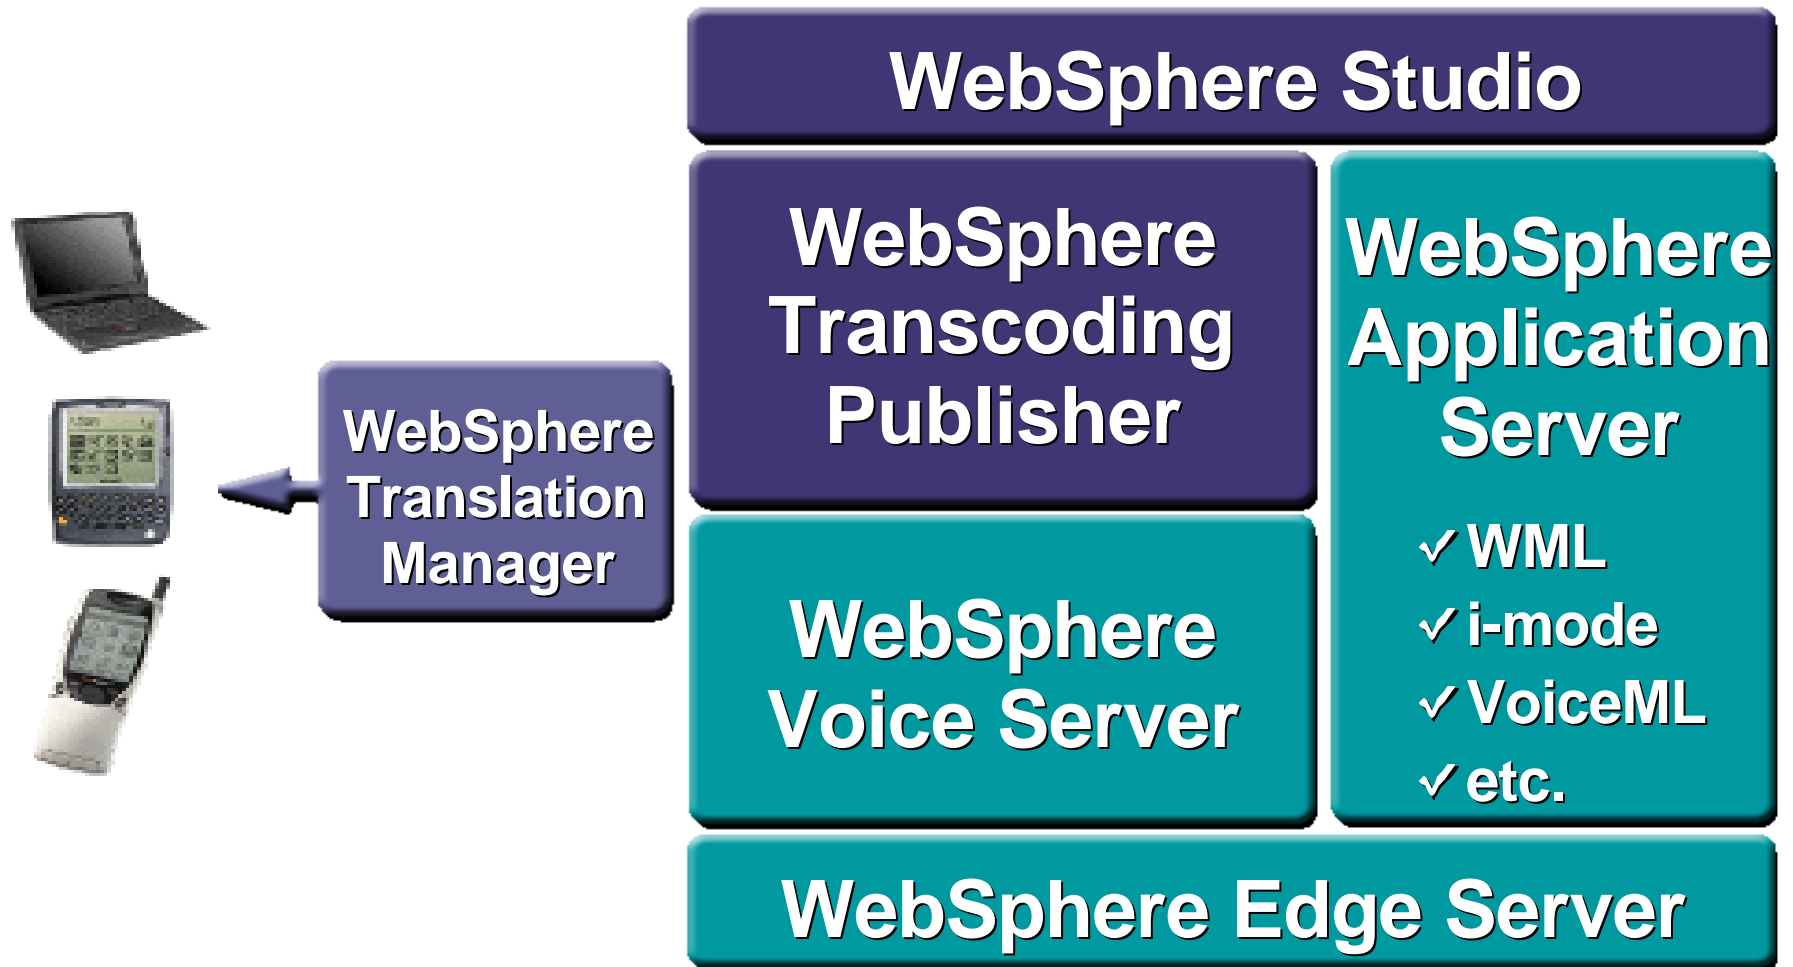 WebSphere Studio
WebSphere
Transcoding
Publisher
WebSphere
Application
Server
✓ WML
✓ i-mode
✓ VoiceML
✓ etc.
WebSphere
Translation
Manager
WebSphere
Voice Server
WebSphere Edge Server